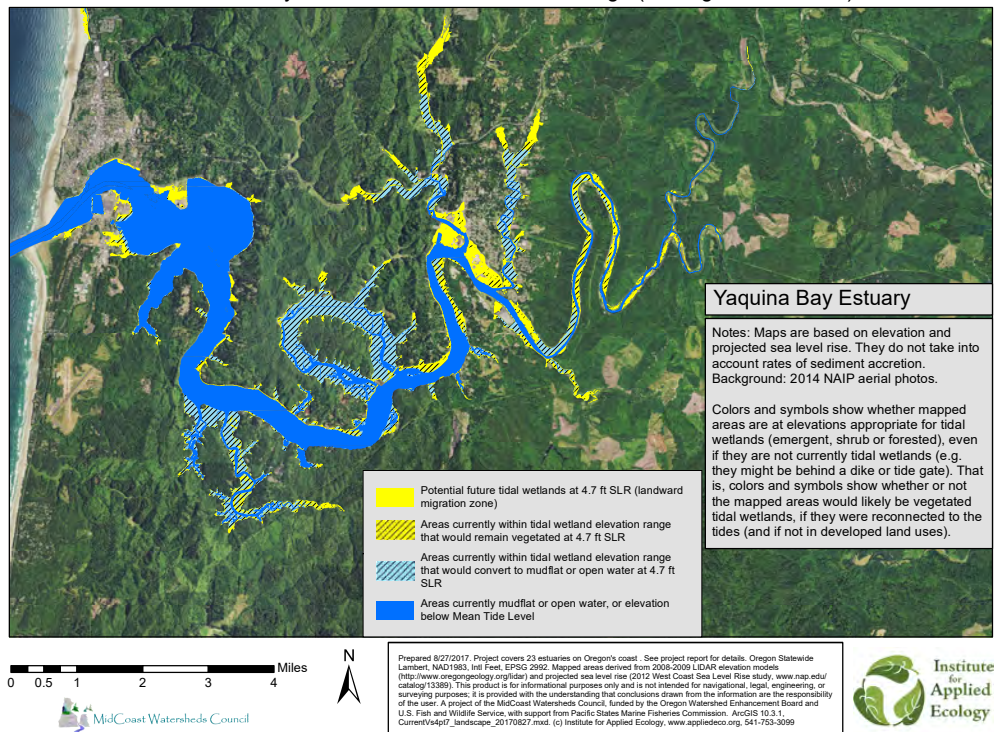 Yaquina Bay Estuary
Notes: Maps are based on elevation and
projected sea level rise. They do not take into
account rates of sediment accretion.
Background: 2014 NAIP aerial photos.
Colors and symbols show whether mapped
areas are at elevations appropriate for tidal
wetlands (emergent, shrub or forested), even
if they are not currently tidal wetlands (e.g.
they might be behind a dike or tide gate). That
is, colors and symbols show whether or not
the mapped areas would likely be vegetated
tidal wetlands, if they were reconnected to the
tides (and if not in developed land uses).
Potential future tidal wetlands at 4.7 ft SLR (landward
migration zone)
Areas currently within tidal wetland elevation range
that would remain vegetated at 4.7 ft SLR
Areas currently within tidal wetland elevation range
that would convert to mudflat or open water at 4.7 ft
SLR
Areas currently mudflat or open water, or elevation
below Mean Tide Level
Miles
0 0.5 1 2 3 4
N
MidCoast Watersheds Council
Prepared 8/27/2017. Project covers 23 estuaries on Oregon's coast . See project report for details. Oregon Statewide
Lambert, NAD1983, Intl Feet, EPSG 2992. Mapped areas derived from 2008-2009 LIDAR elevation models
(http://www.oregongeology.org/lidar) and projected sea level rise (2012 West Coast Sea Level Rise study, www.nap.edu/
catalog/13389). This product is for informational purposes only and is not intended for navigational, legal, engineering, or
surveying purposes; it is provided with the understanding that conclusions drawn from the information are the responsibility
of the user. A project of the MidCoast Watersheds Council, funded by the Oregon Watershed Enhancement Board and
U.S. Fish and Wildlife Service, with support from Pacific States Marine Fisheries Commission. ArcGIS 10.3.1,
CurrentVs4pt7_landscape_20170827.mxd. (c) Institute for Applied Ecology, www.appliedeco.org, 541-753-3099
Institute
for
Applied
Ecology